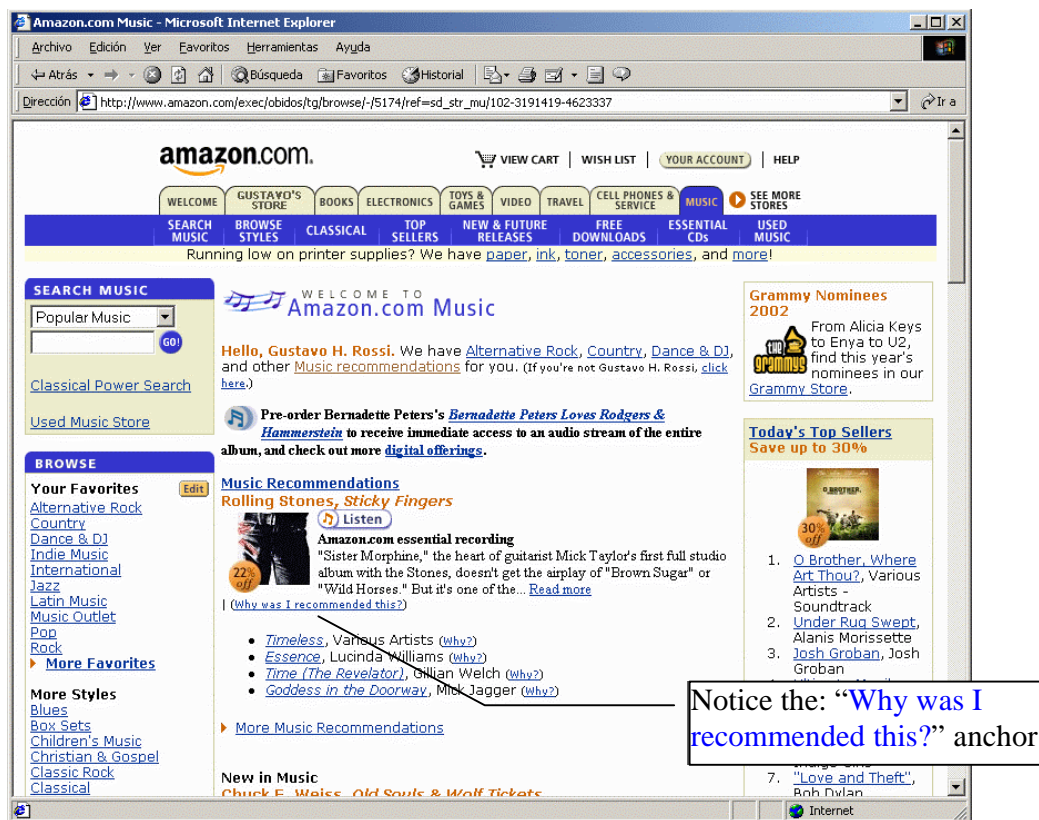 Amazon.com Music - Microsoft Internet Explorer
Archivo Edición Ver Favoritos Herramientas Ayuda
Atrás Búsqueda Favoritos Historial
Dirección http://www.amazon.com/exec/obidos/tg/browse/-/5174/ref=sd_str_mu/102-3191419-4623337 Ir a
amazon.com.
VIEW CART | WISH LIST | YOUR ACCOUNT | HELP
WELCOME
GUSTAVO'S
STORE
BOOKS
ELECTRONICS
TOYS &
GAMES
VIDEO
TRAVEL
CELL PHONES &
SERVICE
MUSIC
SEE MORE
STORES
SEARCH
MUSIC
BROWSE
STYLES
CLASSICAL
TOP
SELLERS
NEW & FUTURE
RELEASES
FREE
DOWNLOADS
ESSENTIAL
CDs
USED
MUSIC
Running low on printer supplies? We have paper, ink, toner, accessories, and more!
SEARCH MUSIC
Popular Music
GO!
Classical Power Search
Used Music Store
BROWSE
Your Favorites Edit
Alternative Rock
Country
Dance & DJ
Indie Music
International
Jazz
Latin Music
Music Outlet
Pop
Rock
More Favorites
More Styles
Blues
Box Sets
Children's Music
Christian & Gospel
Classic Rock
Classical
WELCOME TO
Amazon.com Music
Hello, Gustavo H. Rossi. We have Alternative Rock, Country, Dance & DJ,
and other Music recommendations for you. (If you're not Gustavo H. Rossi, click
here.)
Pre-order Bernadette Peters's Bernadette Peters Loves Rodgers &
Hammerstein to receive immediate access to an audio stream of the entire
album, and check out more digital offerings.
Music Recommendations
Rolling Stones, Sticky Fingers
Listen
22%
off
Amazon.com essential recording
"Sister Morphine," the heart of guitarist Mick Taylor's first full studio
album with the Stones, doesn't get the airplay of "Brown Sugar" or
"Wild Horses." But it's one of the... Read more
| (Why was I recommended this?)
• Timeless, Various Artists (Why?)
• Essence, Lucinda Williams (Why?)
• Time (The Revelator), Gillian Welch (Why?)
• Goddess in the Doorway, Mick Jagger (Why?)
More Music Recommendations
New in Music
Chuck E. Weiss, Old Souls & Wolf Tickets
Grammy Nominees
2002
the grammys
From Alicia Keys
to Enya to U2,
find this year's
nominees in our
Grammy Store.
Today's Top Sellers
Save up to 30%
O BROTHER,
30%
off
1. O Brother, Where
Art Thou?, Various
Artists -
Soundtrack
2. Under Rug Swept,
Alanis Morissette
3. Josh Groban, Josh
Groban
7. "Love and Theft",
Bob Dylan
Notice the: “Why was I
recommended this?” anchor
Internet